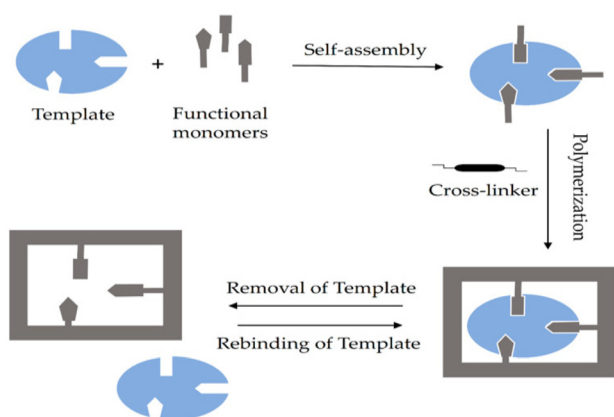 Self-assembly
+
Template
Functional
monomers
Polymerization
Cross-linker
Removal of Template
Rebinding of Template